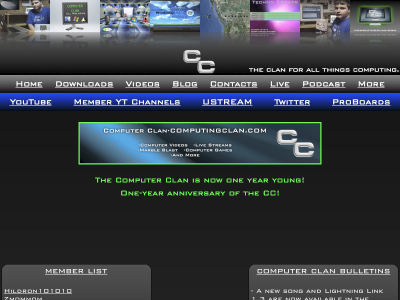 CC
The clan for all things computing.
Home Downloads Videos Blog Contacts Live Podcast More
YouTube Member YT Channels USTREAM Twitter ProBoards
Computer Clan-computingclan.com
CC
-Computer Videos -Live Streams
-Marble Blast -Computer Games
-And More
The Computer Clan is now one year young!
One-year anniversary of the CC!
member list
Hildron101010
computer clan bulletins
- A new song and Lightning Link
1.3 are now available in the